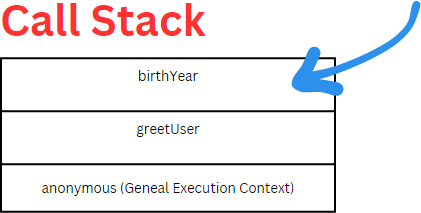 Call Stack
birthYear
greetUser
anonymous (Geneal Execution Context)